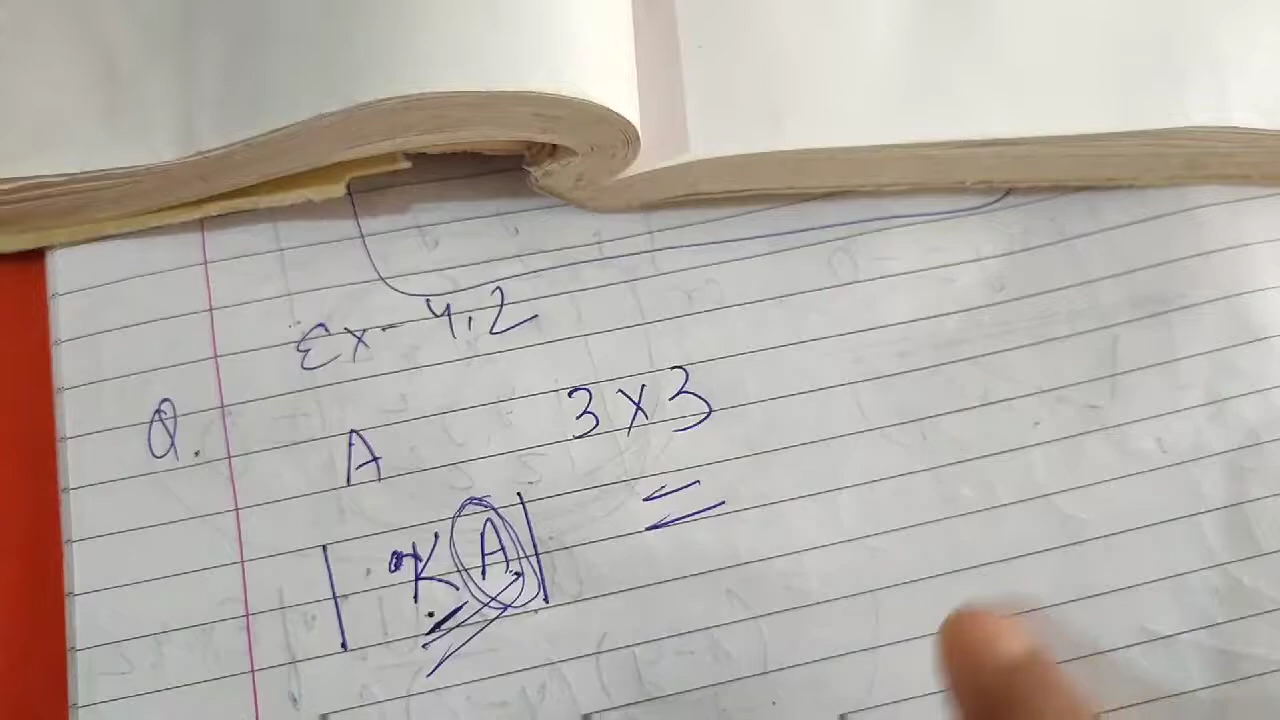 Ex - 4.2
Q. A 3 x 3
|KA| =